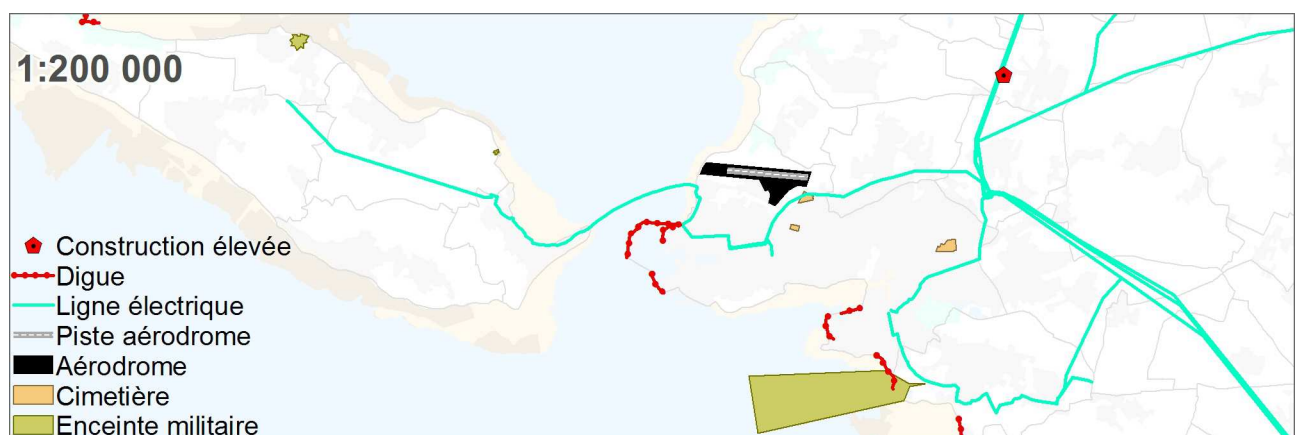 1:200 000
Construction élevée
Digue
Ligne électrique
Piste aérodrome
Aérodrome
Cimetière
Enceinte militaire